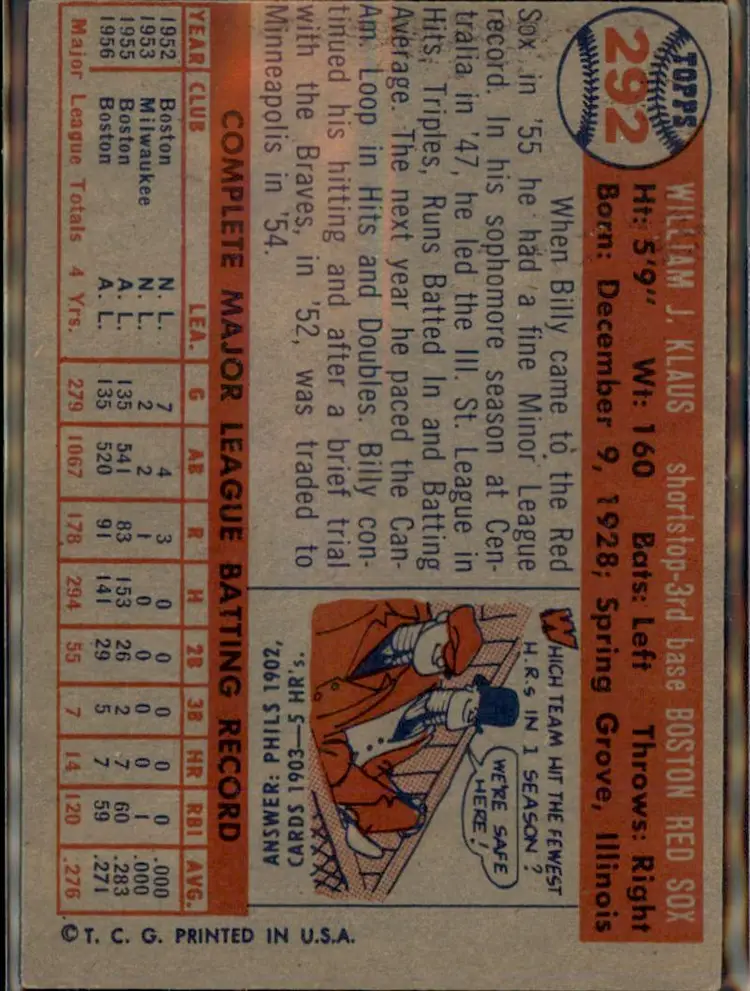 TOPPS
292
WILLIAM J. KLAUS shortstop-3rd base BOSTON RED SOX
Ht: 5'9" Wt: 160 Bats: Left Throws: Right
Born: December 9, 1928; Spring Grove, Illinois
When Billy came to the Red
Sox in '55 he had a fine Minor League
record. In his sophomore season at Cen-
tralia in '47, he led the Ill. St. League in
Hits, Triples, Runs Batted In and Batting
Average. The next year he paced the Can-
Am. Loop in Hits and Doubles. Billy con-
tinued his hitting and after a brief trial
with the Braves, in '52, was traded to
Minneapolis in '54.
WHICH TEAM HIT THE FEWEST
H.R.s IN 1 SEASON?
WE'RE SAFE
HERE!
ANSWER: PHILS 1902,
CARDS 1903—5 HR's.
COMPLETE MAJOR LEAGUE BATTING RECORD
YEAR CLUB LEA. G AB R H 2B 3B HR RBI AVG.
1952 Boston N. L. 7 4 3 0 0 0 0 0 .000
1953 Milwaukee N. L. 2 2 1 0 0 0 0 1 .000
1955 Boston A. L. 135 541 83 153 26 2 7 60 .283
1956 Boston A. L. 135 520 91 141 29 5 7 59 .271
Major League Totals 4 Yrs. 279 1067 178 294 55 7 14 120 .276
© T. C. G. PRINTED IN U.S.A.